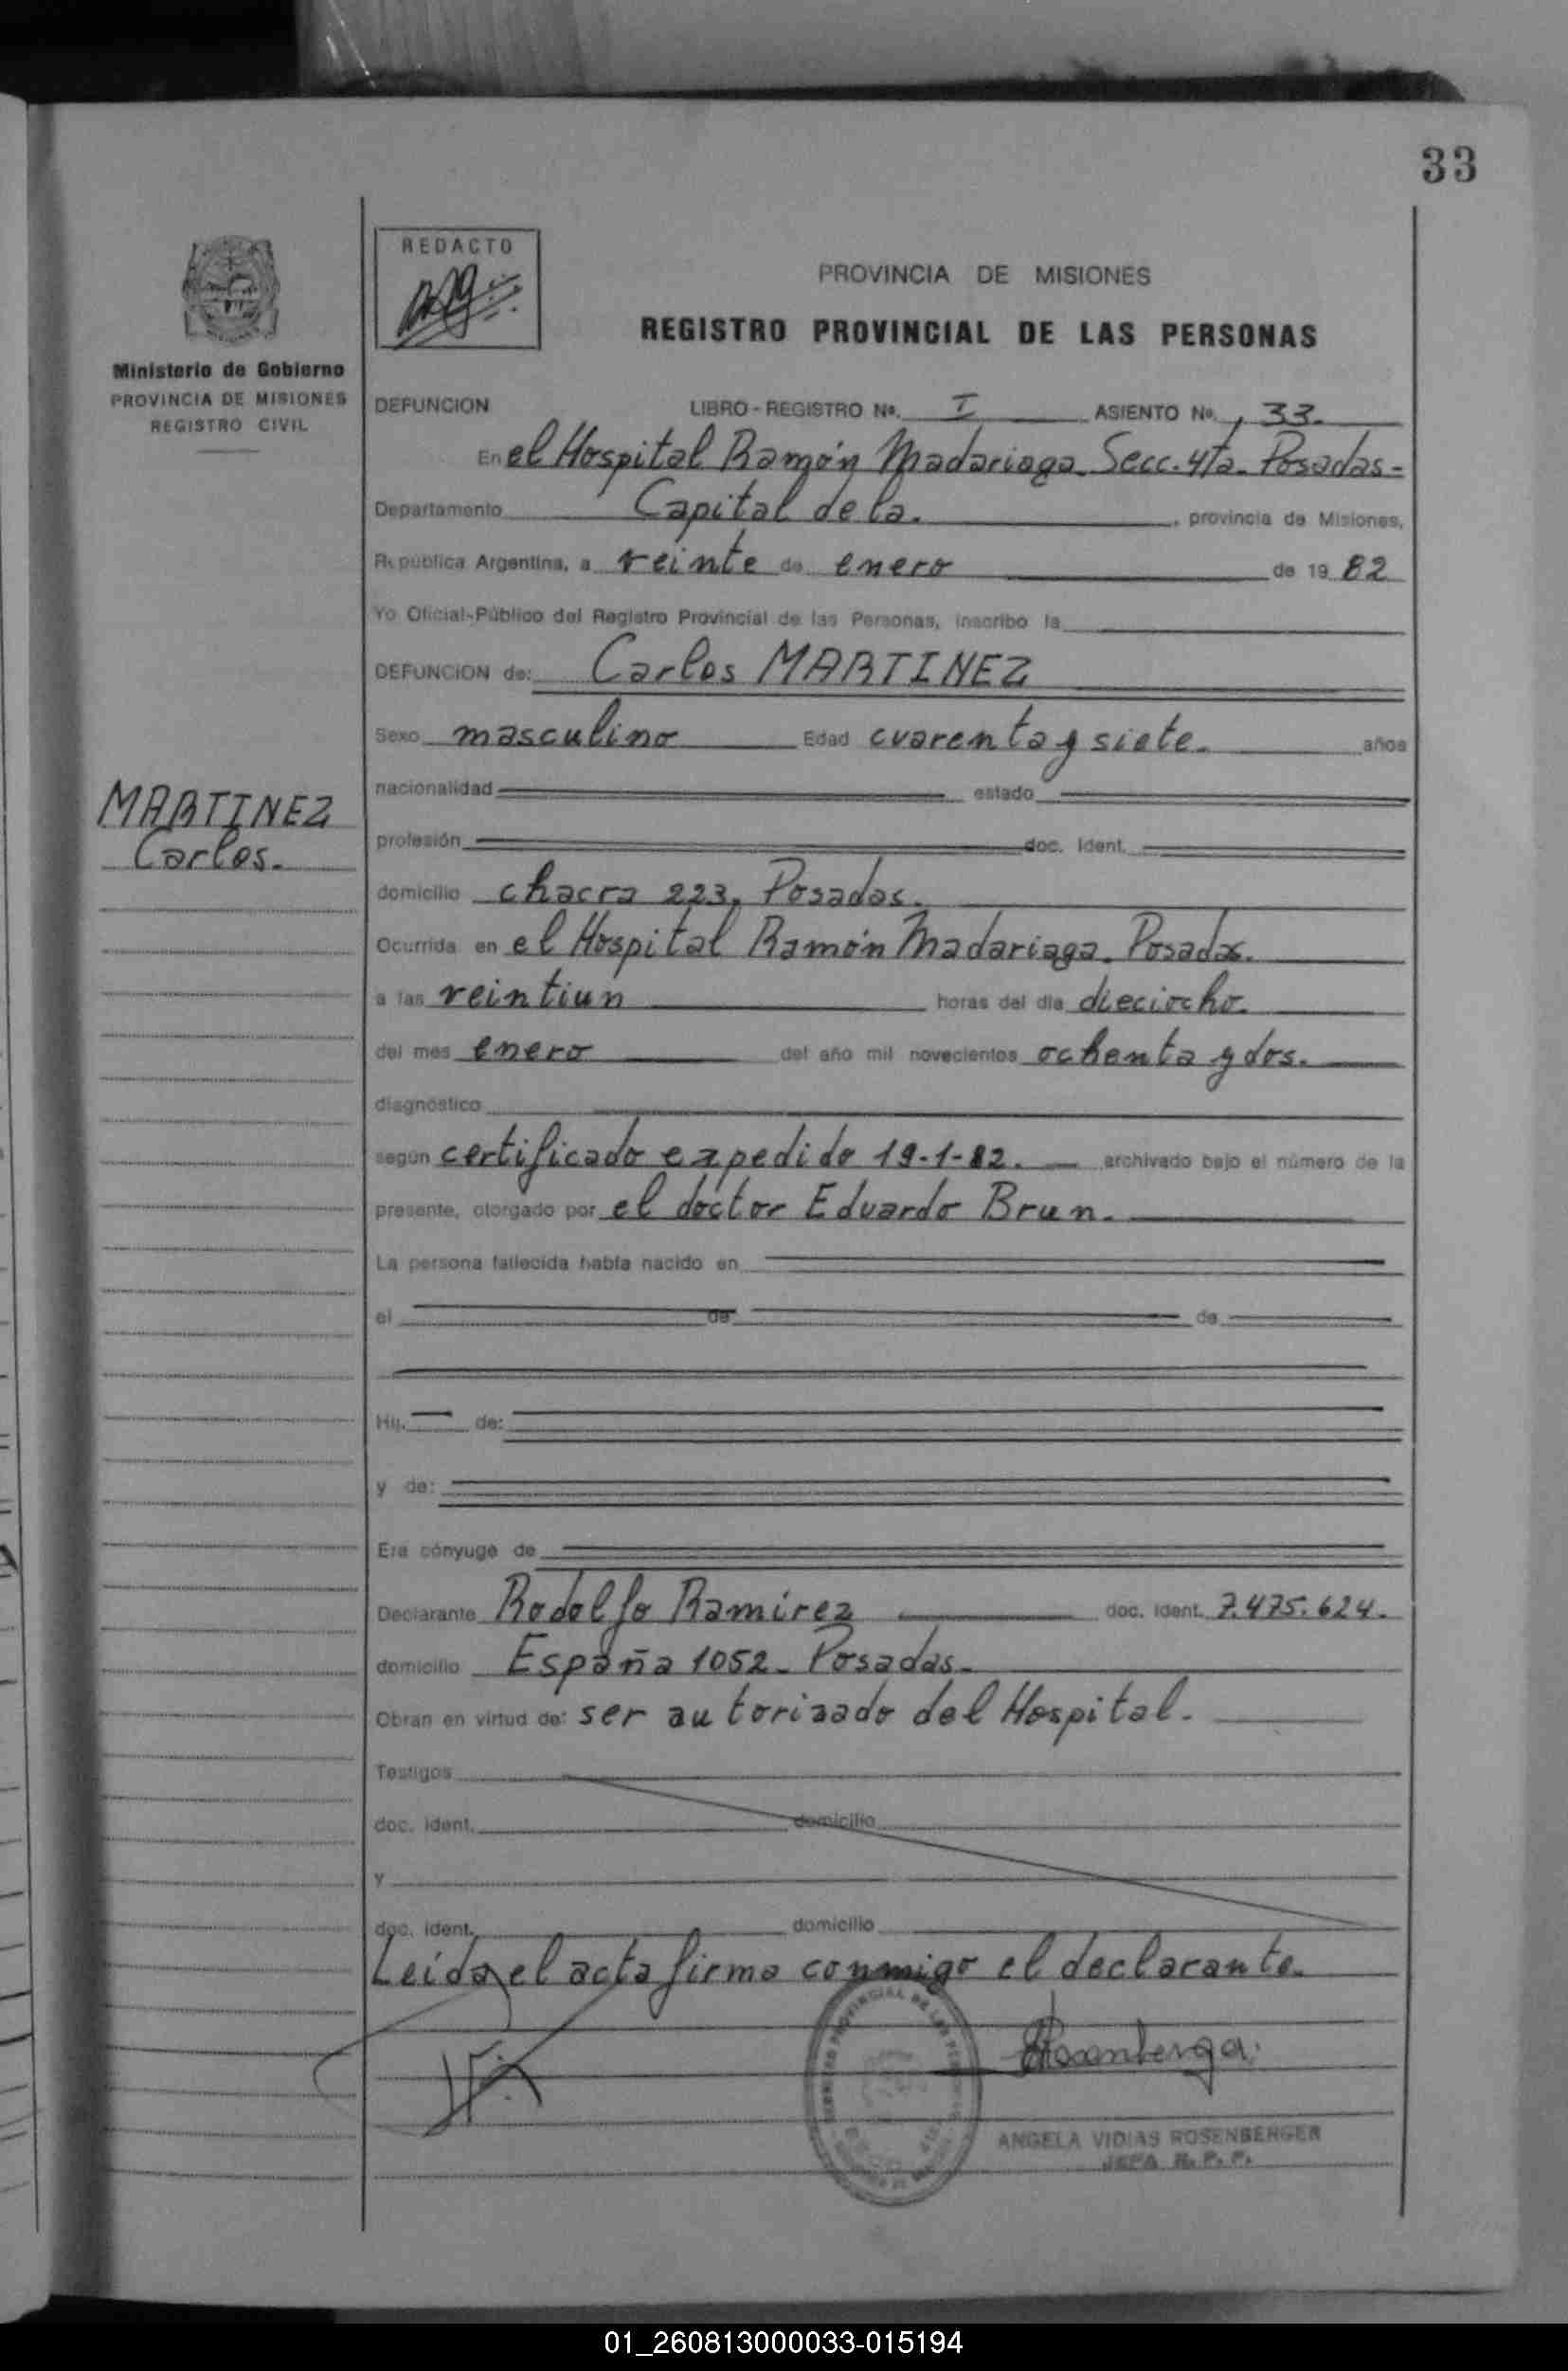 33
REDACTO
PROVINCIA DE MISIONES
REGISTRO PROVINCIAL DE LAS PERSONAS
Ministerio de Gobierno
PROVINCIA DE MISIONES
REGISTRO CIVIL
DEFUNCION LIBRO - REGISTRO Nº. I ASIENTO Nº. 33.
En el Hospital Ramón Madariaga Secc. 4ta. Posadas-
Departamento Capital de la. , provincia de Misiones,
República Argentina, a veinte de enero de 19 82
Yo Oficial-Público del Registro Provincial de las Personas, inscribo la
DEFUNCION de: Carlos MARTINEZ
Sexo masculino Edad cuarenta y siete. años
nacionalidad estado
MARTINEZ
Carlos.
profesión doc. Ident.
domicilio chacra 223, Posadas.
Ocurrida en el Hospital Ramón Madariaga. Posadas.
a las veintiun horas del día dieciocho.
del mes enero del año mil novecientos ochenta y dos.
diagnóstico
según certificado expedido 19-1-82. archivado bajo el número de la
presente, otorgado por el doctor Eduardo Brun.
La persona fallecida había nacido en
el de de
Hij. de:
y de:
Era cónyuge de
Declarante Rodolfo Ramirez doc. ident. 7.475.624.
domicilio España 1052. Posadas.
Obran en virtud de: ser autorizado del Hospital.
Testigos
doc. ident. domicilio
y
doc. ident. domicilio
Leida el acta firma conmigo el declarante.
ANGELA VIDIAS ROSENBERGER
JEFA R. P. P.
01_260813000033-015194